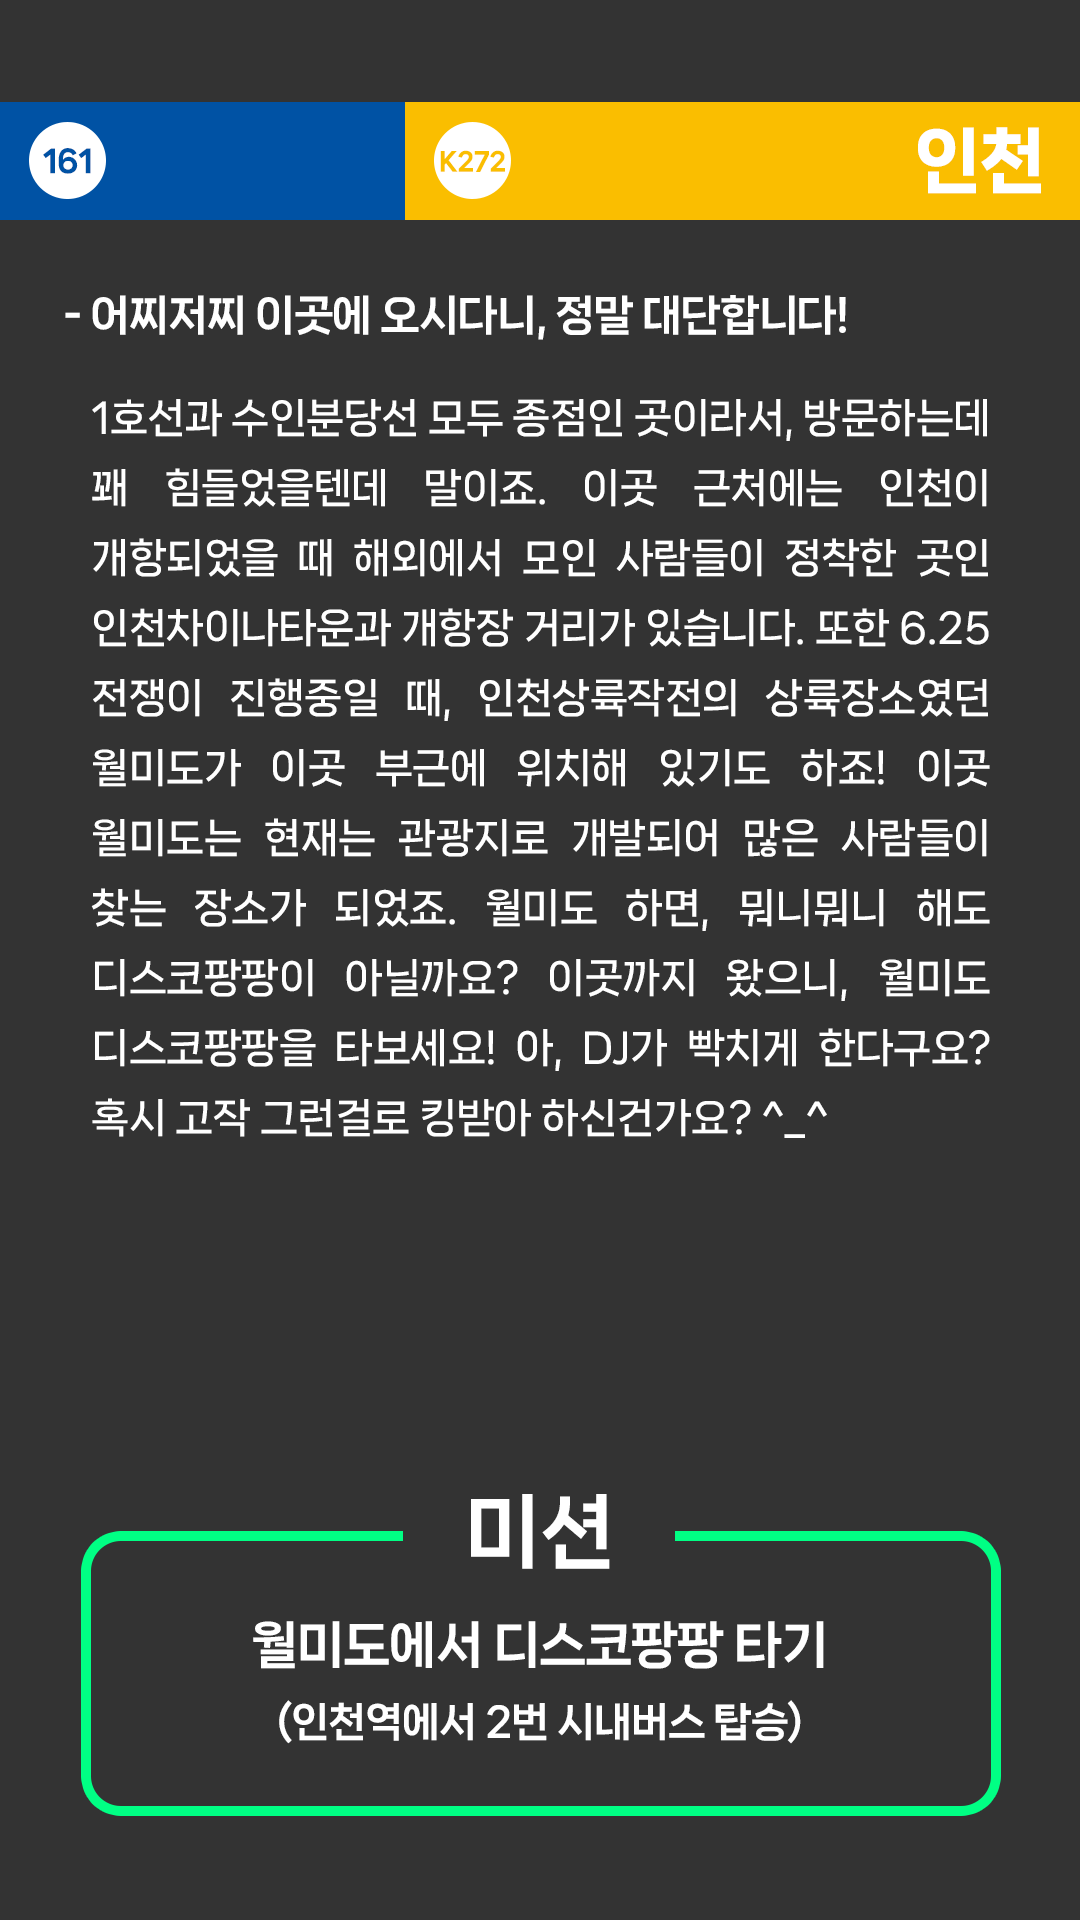 161 K272 인천
- 어찌저찌 이곳에 오시다니, 정말 대단합니다!
1호선과 수인분당선 모두 종점인 곳이라서, 방문하는데
꽤 힘들었을텐데 말이죠. 이곳 근처에는 인천이
개항되었을 때 해외에서 모인 사람들이 정착한 곳인
인천차이나타운과 개항장 거리가 있습니다. 또한 6.25
전쟁이 진행중일 때, 인천상륙작전의 상륙장소였던
월미도가 이곳 부근에 위치해 있기도 하죠! 이곳
월미도는 현재는 관광지로 개발되어 많은 사람들이
찾는 장소가 되었죠. 월미도 하면, 뭐니뭐니 해도
디스코팡팡이 아닐까요? 이곳까지 왔으니, 월미도
디스코팡팡을 타보세요! 아, DJ가 빡치게 한다구요?
혹시 고작 그런걸로 킹받아 하신건가요? ^_^
미션
월미도에서 디스코팡팡 타기
(인천역에서 2번 시내버스 탑승)